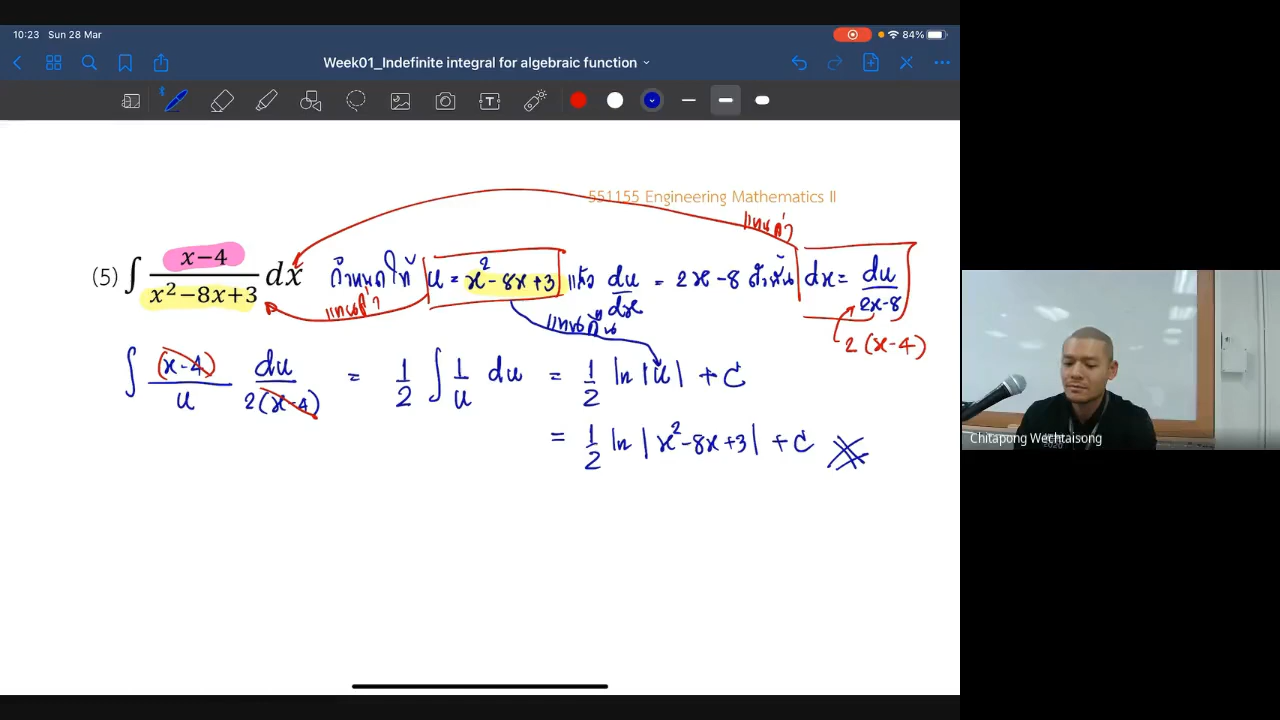 10:23 Sun 28 Mar 84%
Week01_Indefinite integral for algebraic function
551155 Engineering Mathematics II
แทนค่า
(5) ∫ (x−4)/(x²−8x+3) dx กำหนดให้ u = x²−8x+3 แล้ว du/dx = 2x−8 ดังนั้น dx = du/(2x−8)
แทนค่า
แทนคืน
2(x−4)
∫ (x−4)/u du/(2(x−4)) = 1/2 ∫ 1/u du = 1/2 ln|u| + C
= 1/2 ln|x²−8x+3| + C
Chitapong Wechtaisong